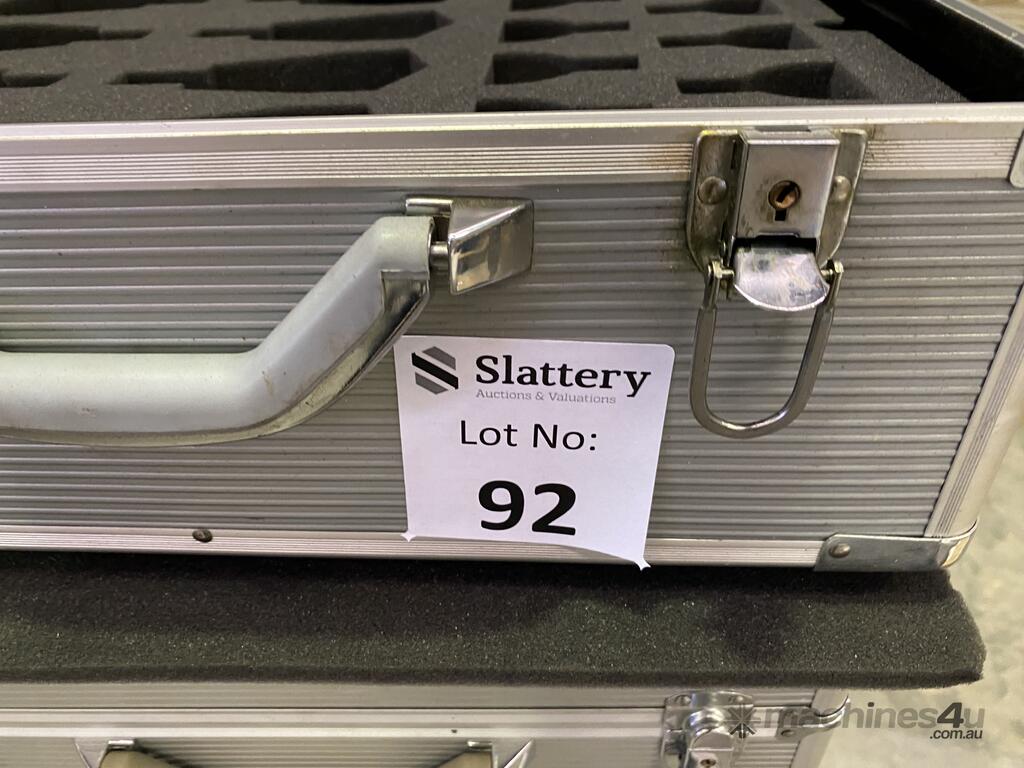 Slattery
Auctions & Valuations
Lot No:
92
machines4u
.com.au